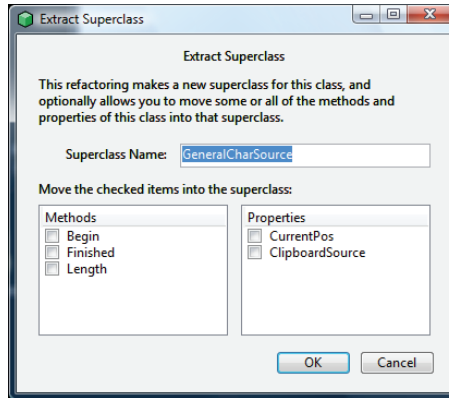 Extract Superclass
Extract Superclass
This refactoring makes a new superclass for this class, and
optionally allows you to move some or all of the methods and
properties of this class into that superclass.
Superclass Name: GeneralCharSource
Move the checked items into the superclass:
Methods
Begin
Finished
Length
Properties
CurrentPos
ClipboardSource
OK Cancel